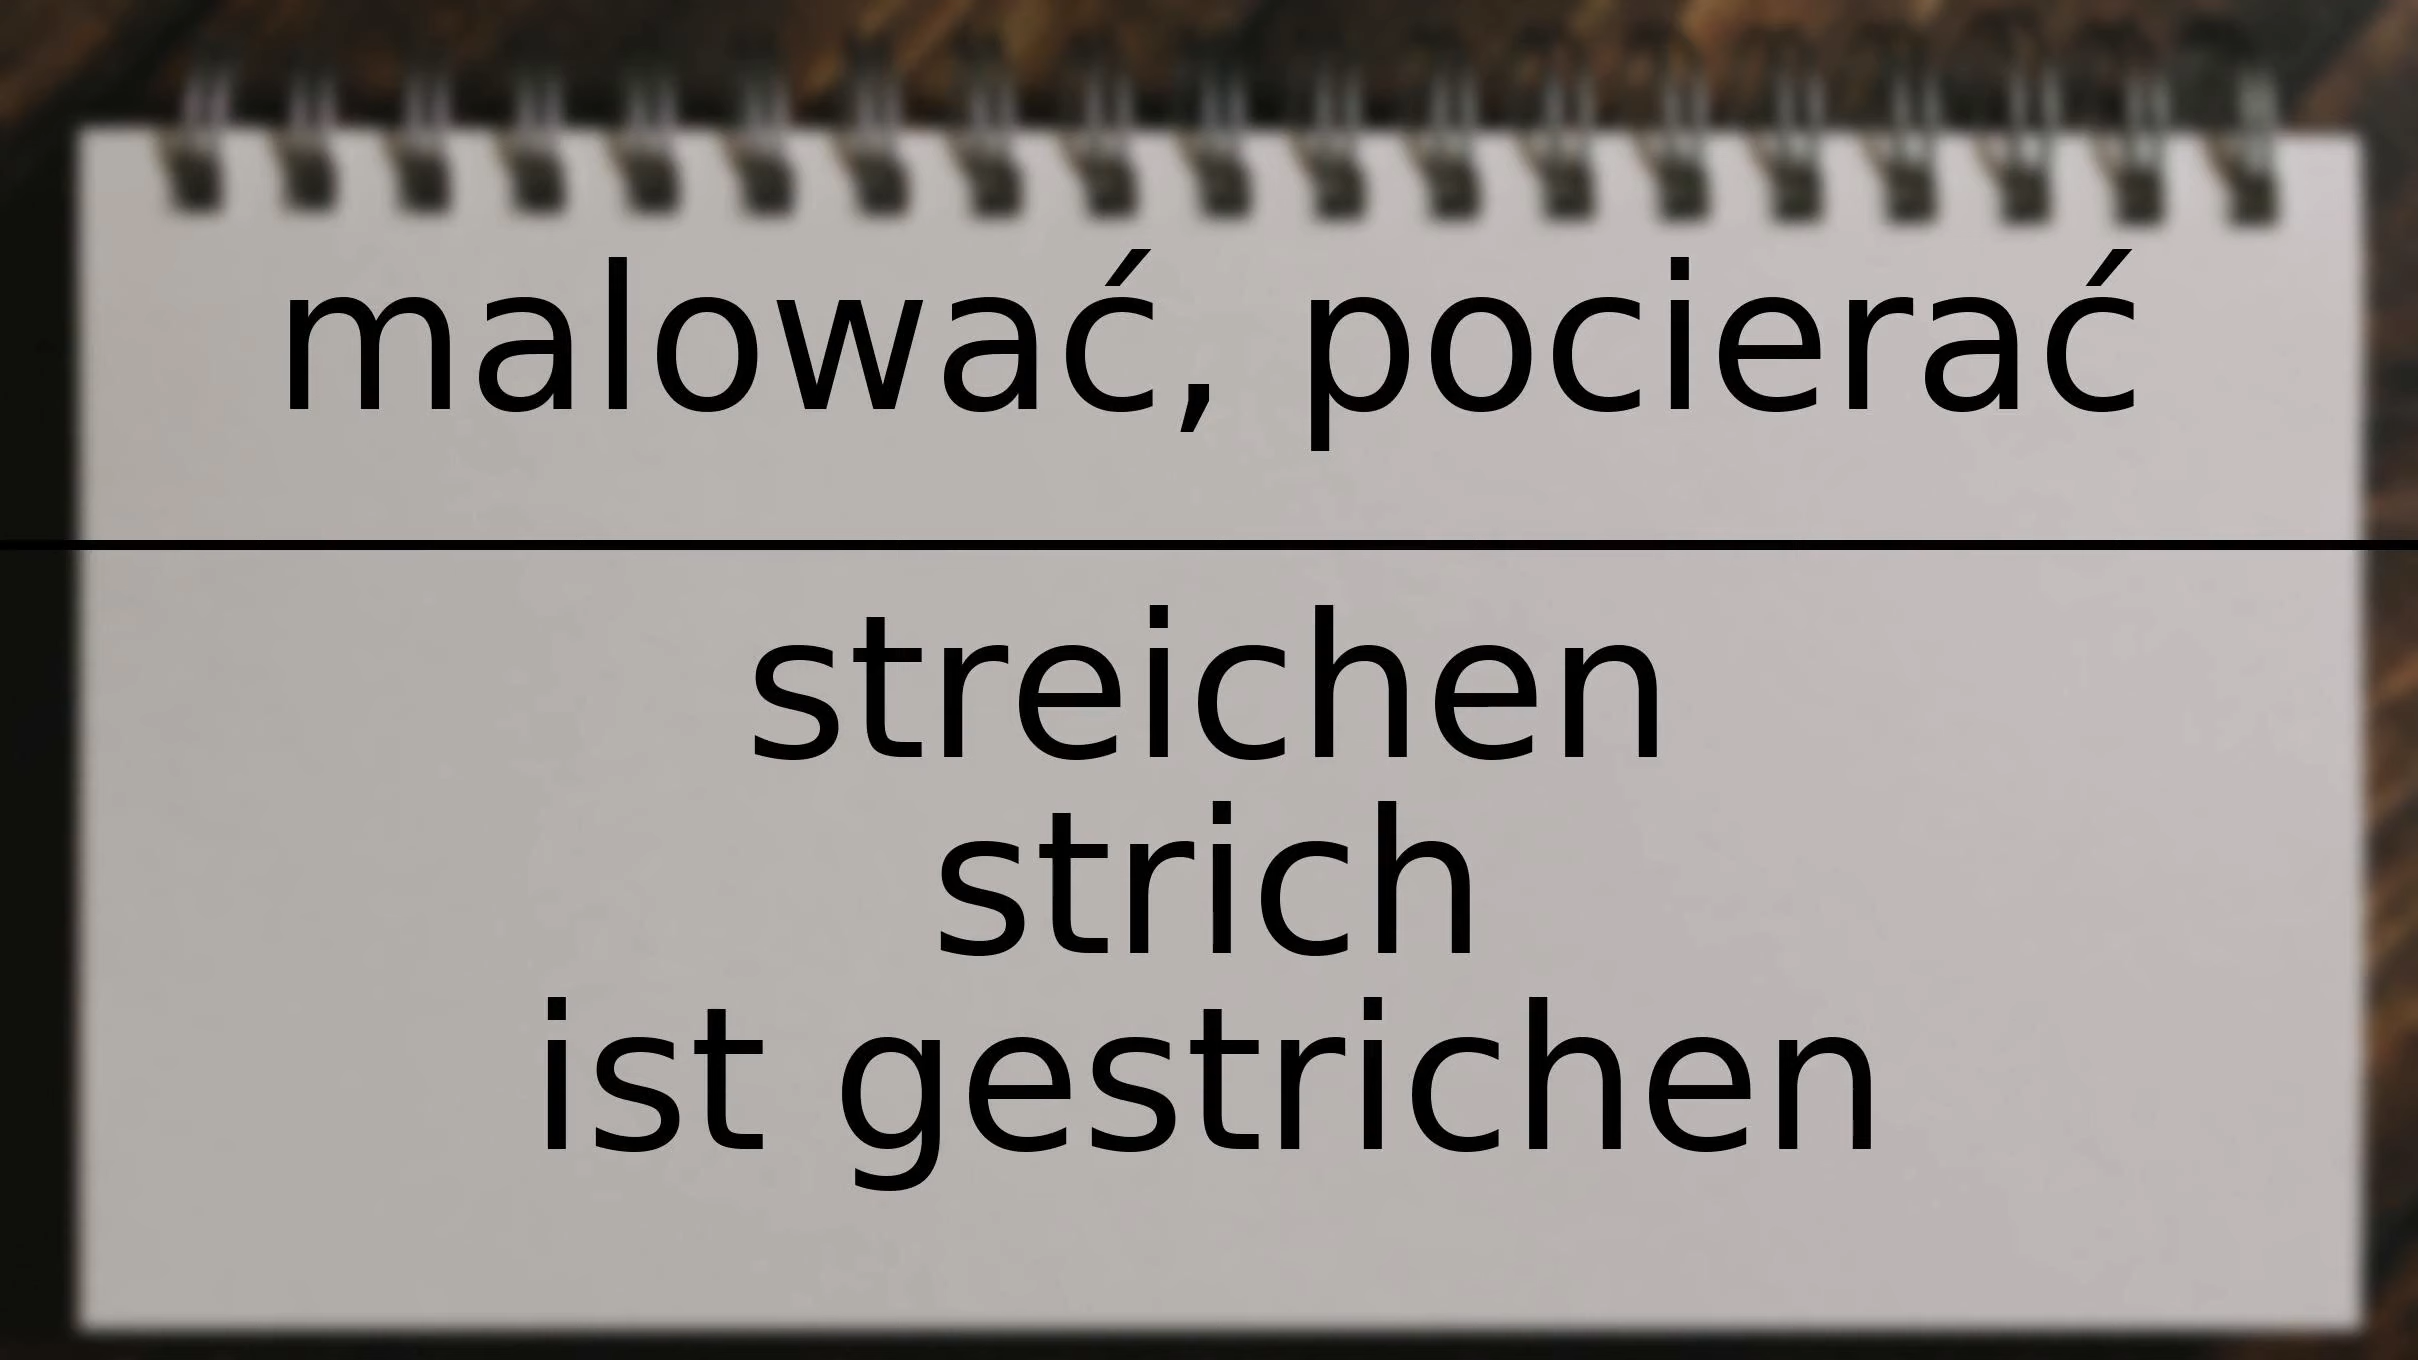 malować, pocierać
streichen
strich
ist gestrichen